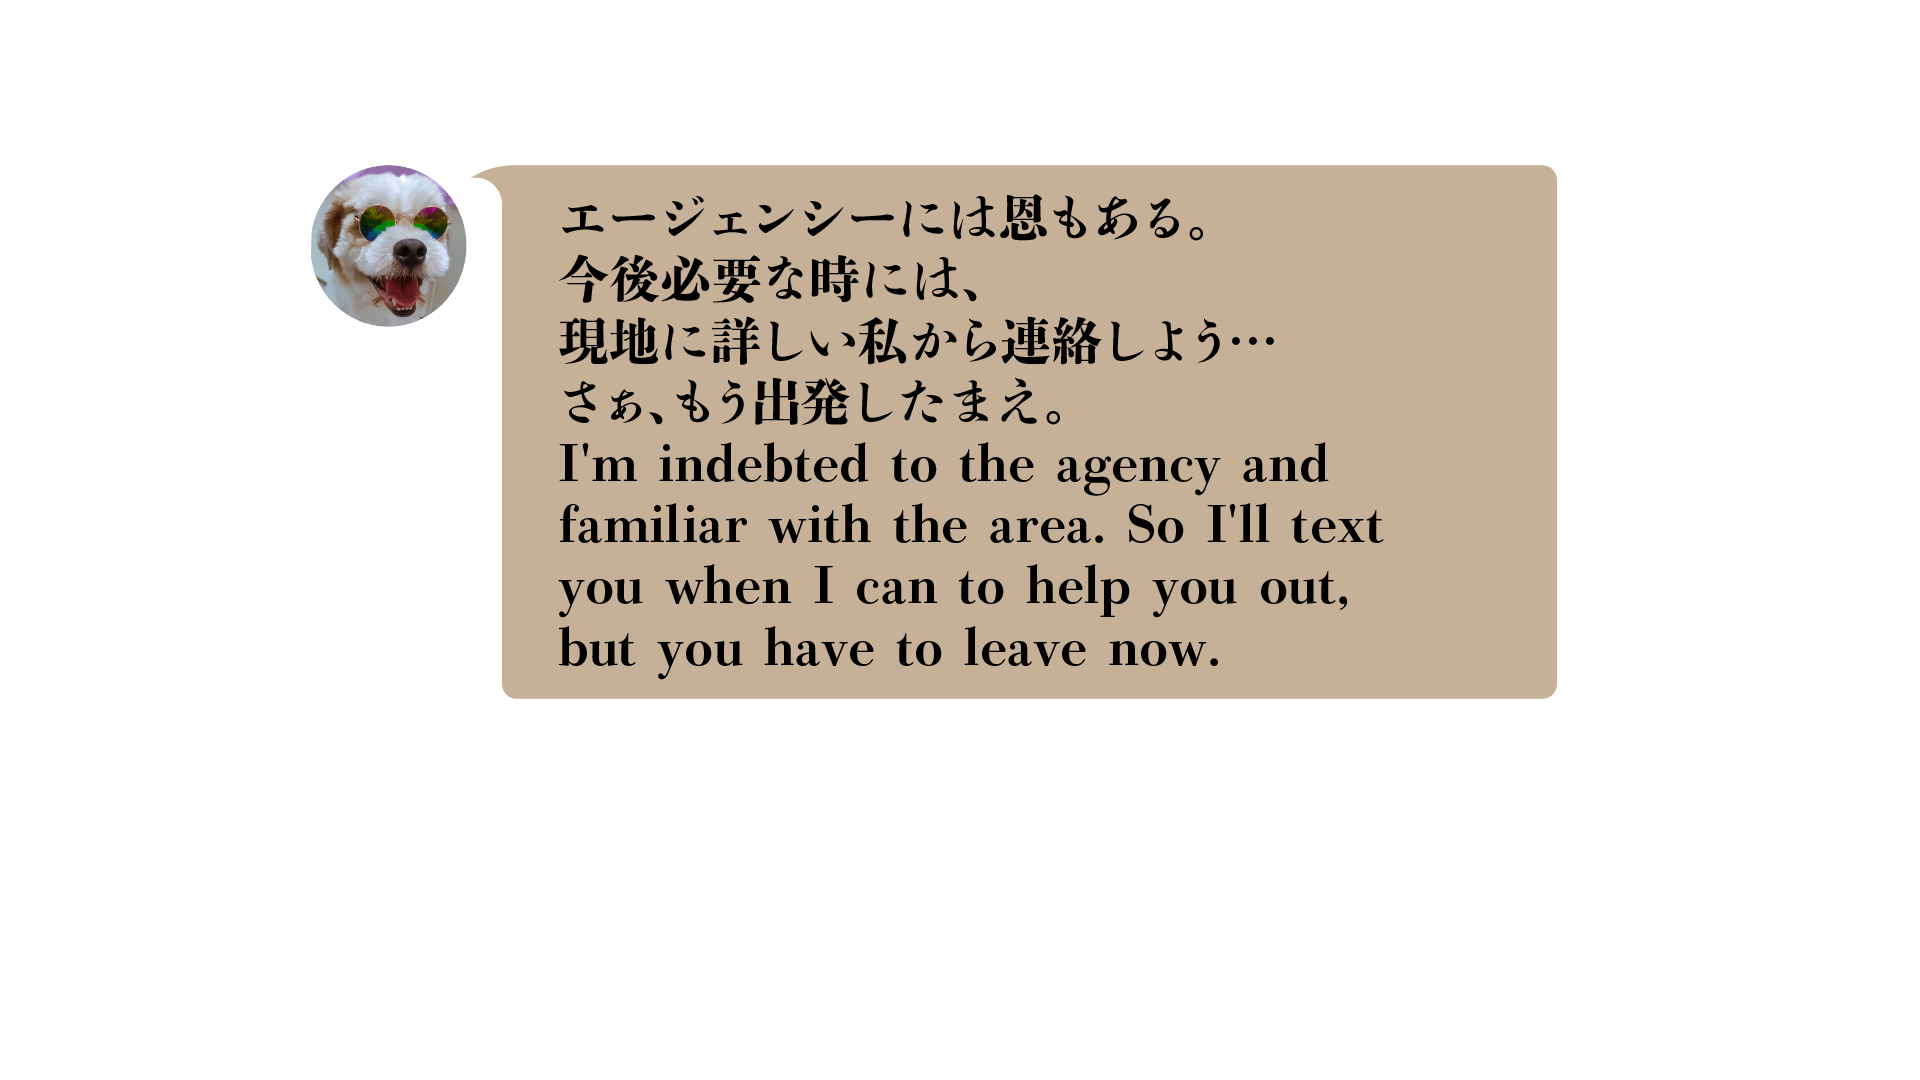 エージェンシーには恩もある。
今後必要な時には、
現地に詳しい私から連絡しよう…
さぁ、もう出発したまえ。
I'm indebted to the agency and
familiar with the area. So I'll text
you when I can to help you out,
but you have to leave now.